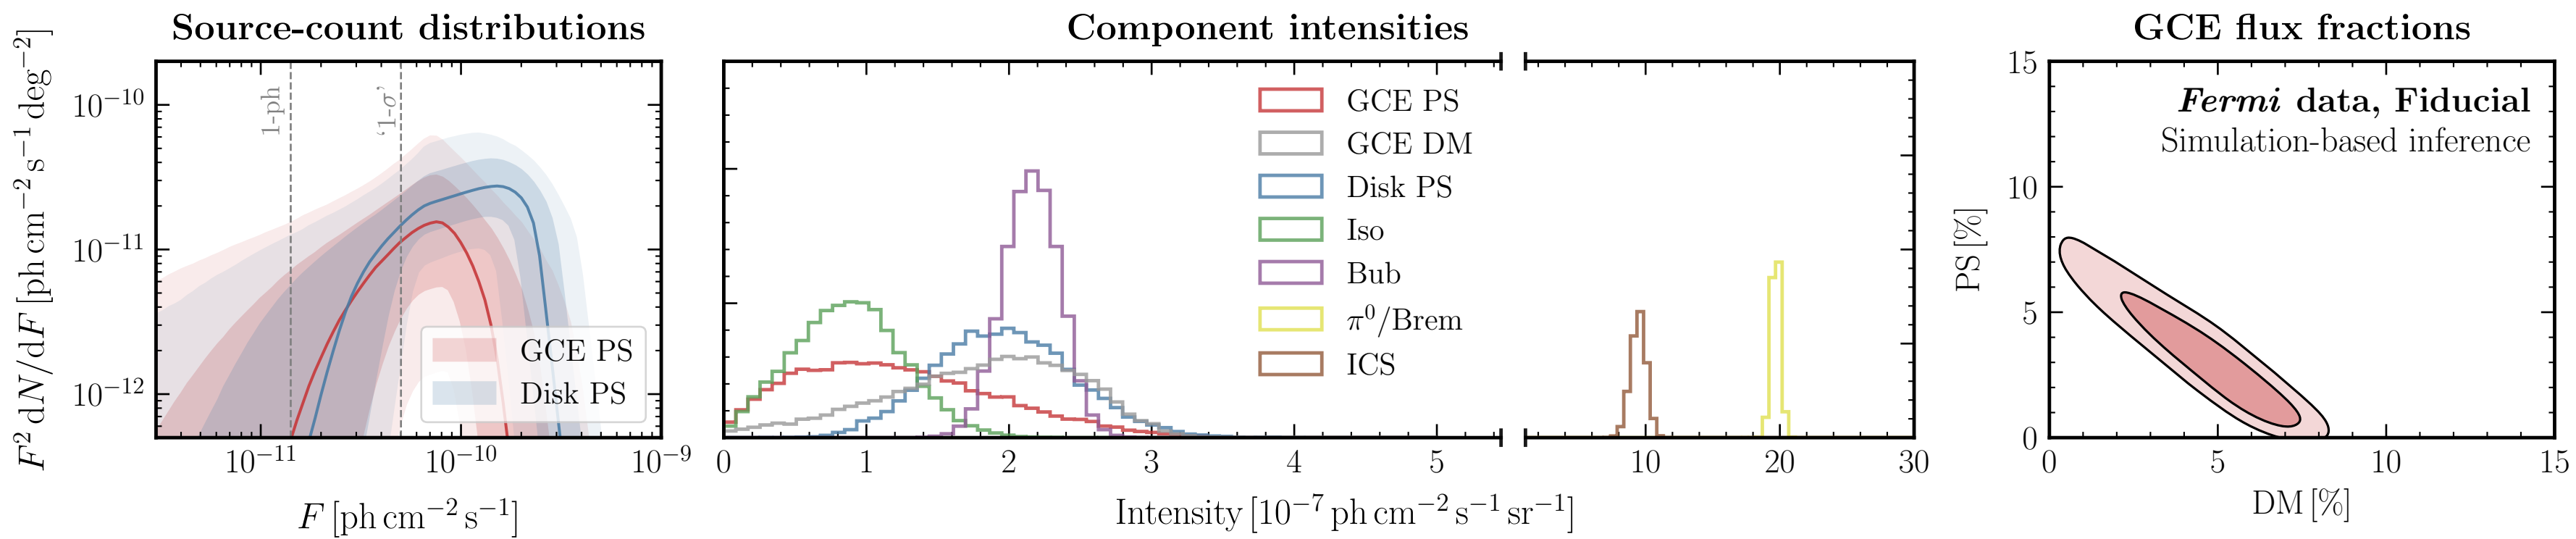 Source-count distributions
F² dN/dF [ph cm⁻² s⁻¹ deg⁻²]
10⁻¹⁰
10⁻¹¹
10⁻¹²
1-ph
‘1-σ’
GCE PS
Disk PS
10⁻¹¹ 10⁻¹⁰ 10⁻⁹
F [ph cm⁻² s⁻¹]
Component intensities
GCE PS
GCE DM
Disk PS
Iso
Bub
π⁰/Brem
ICS
0 1 2 3 4 5 10 20 30
Intensity [10⁻⁷ ph cm⁻² s⁻¹ sr⁻¹]
GCE flux fractions
Fermi data, Fiducial
Simulation-based inference
PS [%]
15
10
5
0
0 5 10 15
DM [%]